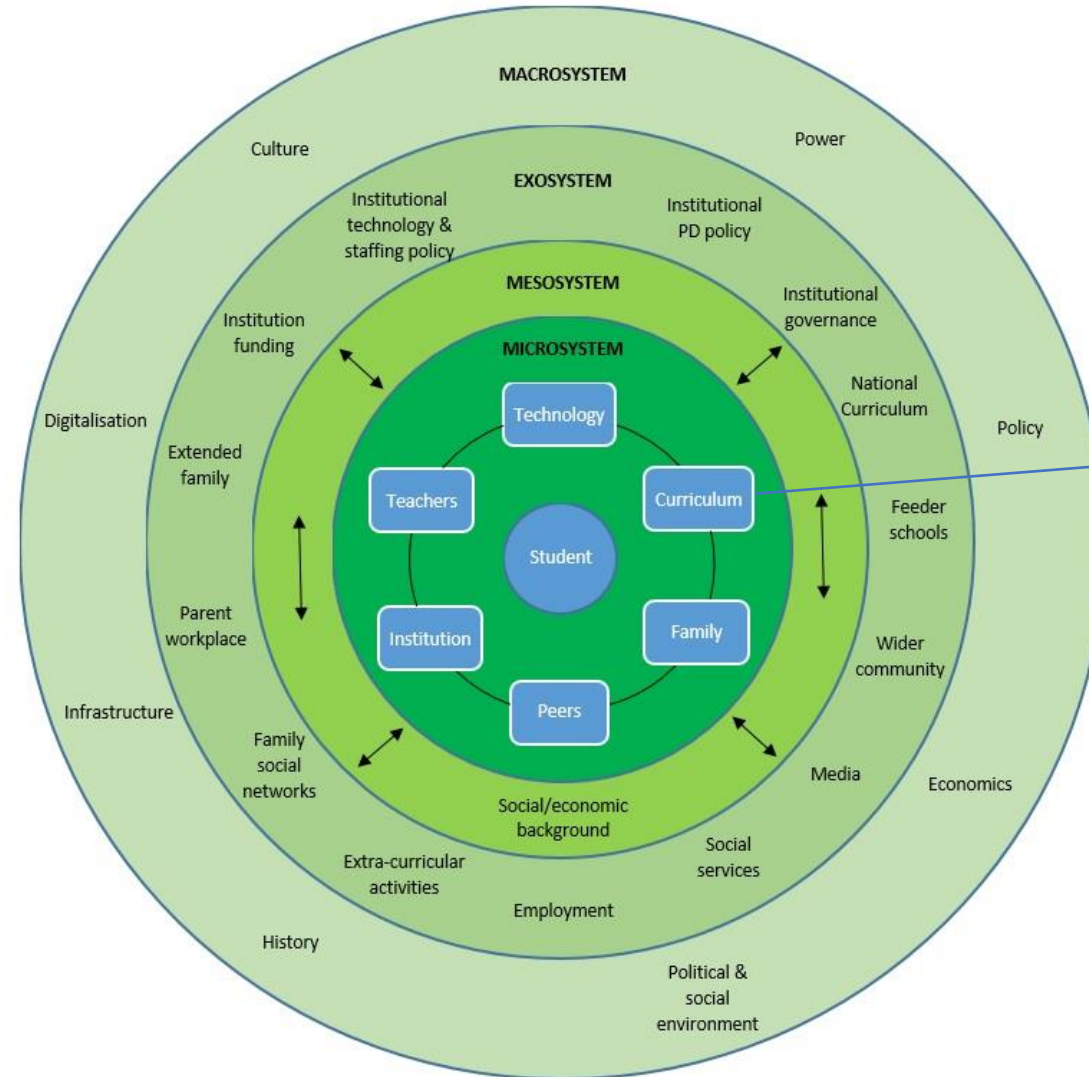 MACROSYSTEM
Culture
Power
EXOSYSTEM
Institutional
technology &
staffing policy
Institutional
PD policy
MESOSYSTEM
Institution
funding
Institutional
governance
MICROSYSTEM
National
Curriculum
Digitalisation
Policy
Technology
Extended
family
Teachers
Curriculum
Feeder
schools
Student
Parent
workplace
Institution
Family
Wider
community
Infrastructure
Peers
Family
social
networks
Media
Economics
Social/economic
background
Social
services
Extra-curricular
activities
Employment
History
Political &
social
environment